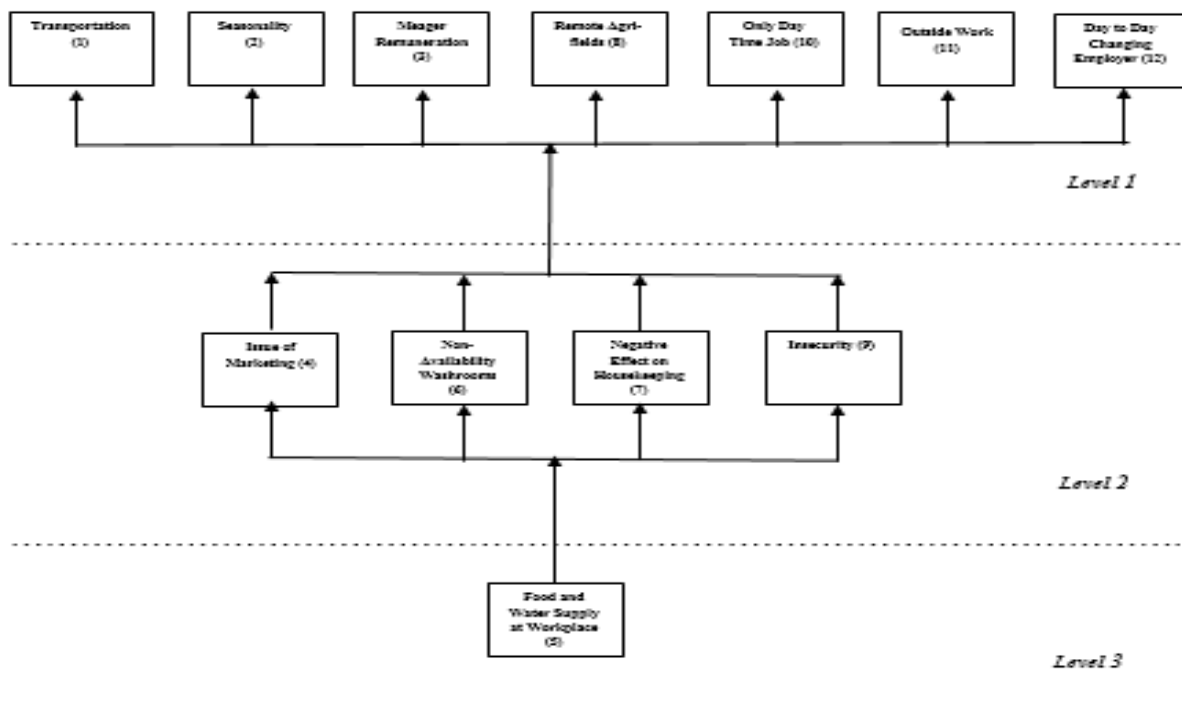 Transportation
(1)
Seasonality
(2)
Meager
Remuneration
(3)
Remote Agri-
fields (8)
Only Day
Time Job (10)
Outside Work
(11)
Day to Day
Changing
Employer (12)
Level 1
Issue of
Marketing (4)
Non-
Availability
Washrooms
(6)
Negative
Effect on
Housekeeping
(7)
Insecurity (9)
Level 2
Food and
Water Supply
at Workplace
(5)
Level 3